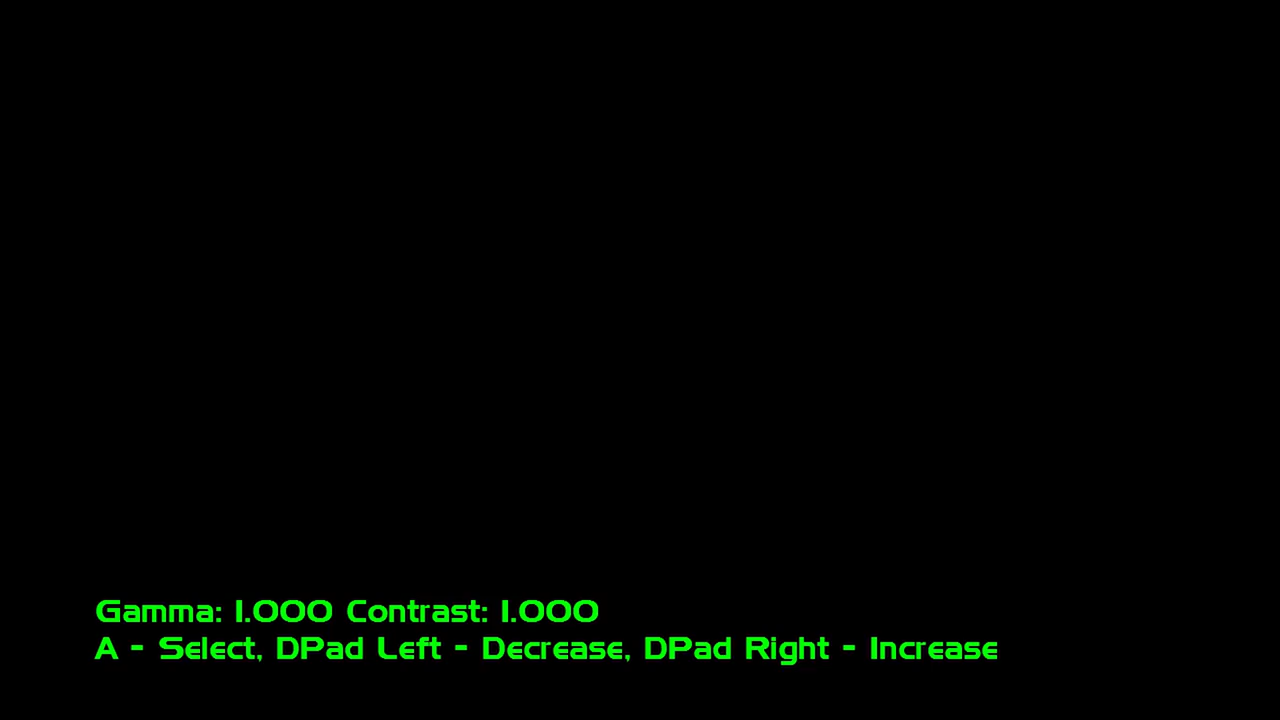 Gamma: 1.000 Contrast: 1.000
A - Select, DPad Left - Decrease, DPad Right - Increase